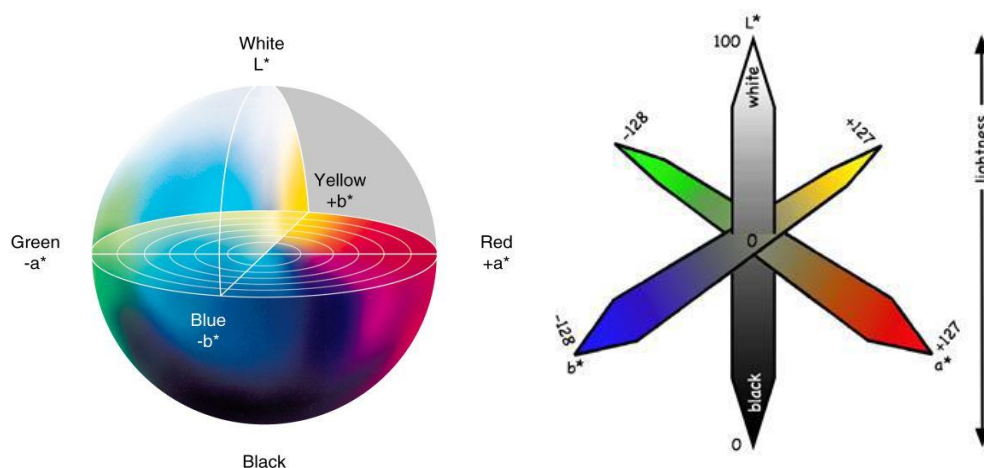 White
L*
Yellow
+b*
Green
-a*
Red
+a*
Blue
-b*
Black
L*
100
white
-128
+127
0
-128
b*
+127
a*
black
0
lightness